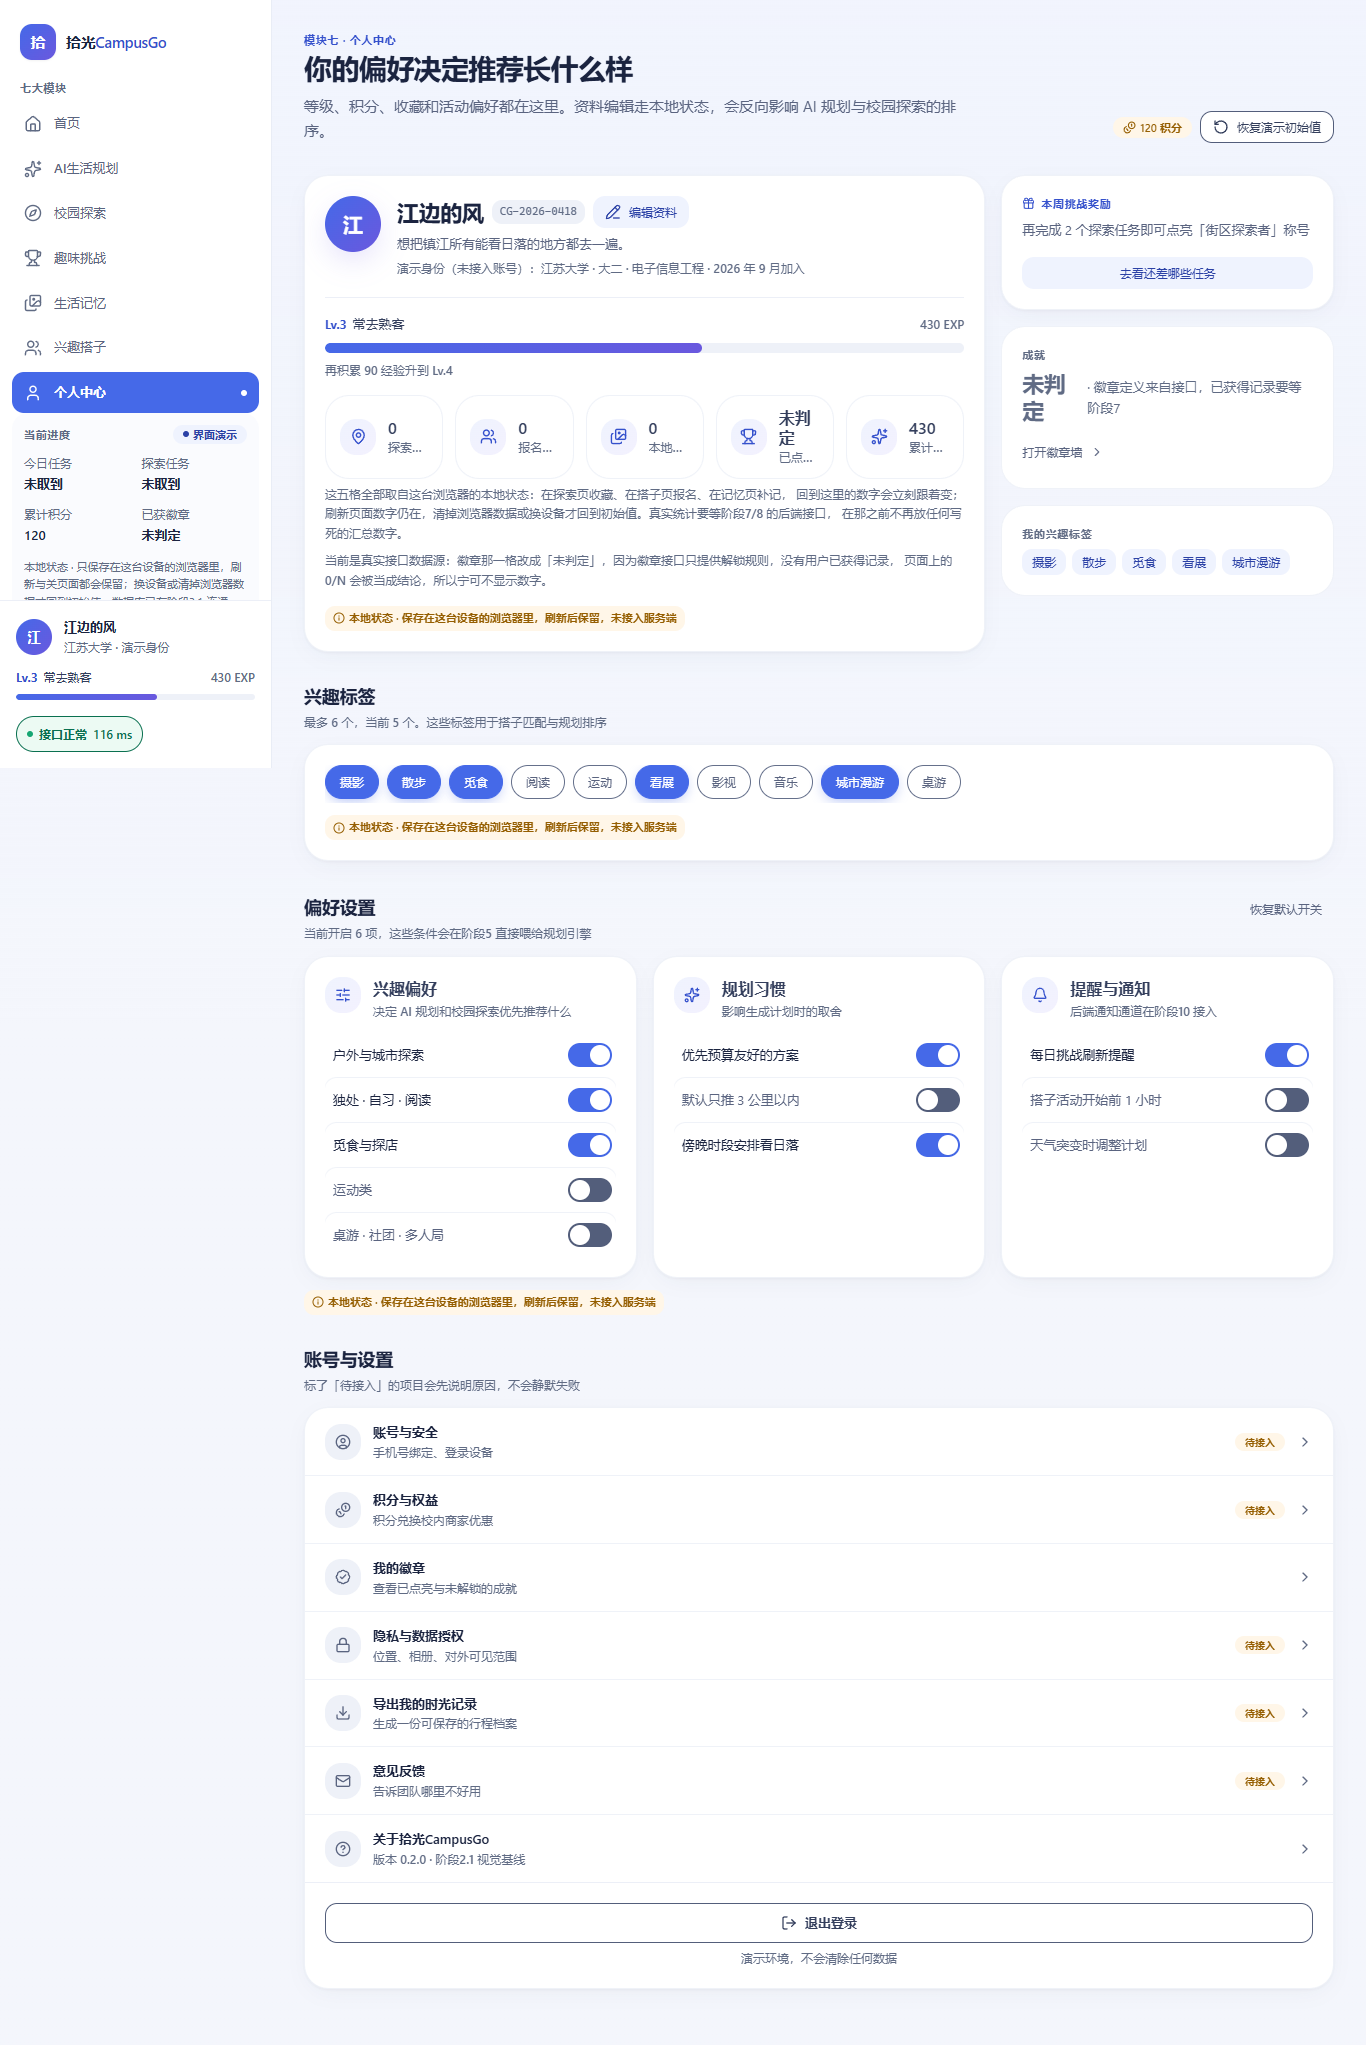 拾 拾光CampusGo
七大模块
首页
AI生活规划
校园探索
趣味挑战
生活记忆
兴趣搭子
个人中心
当前进度 界面演示
今日任务 探索任务
未取到 未取到
累计积分 已获徽章
120 未判定
本地状态 · 只保存在这台设备的浏览器里，刷
新与关页面都会保留；换设备或清掉浏览器数
江 江边的风
江苏大学 · 演示身份
Lv.3 常去熟客 430 EXP
接口正常 116 ms
模块七 · 个人中心
你的偏好决定推荐长什么样
等级、积分、收藏和活动偏好都在这里。资料编辑走本地状态，会反向影响 AI 规划与校园探索的排
序。
120 积分 恢复演示初始值
江 江边的风 CG-2026-0418 编辑资料
想把镇江所有能看日落的地方都去一遍。
演示身份（未接入账号）：江苏大学 · 大二 · 电子信息工程 · 2026 年 9 月加入
Lv.3 常去熟客 430 EXP
再积累 90 经验升到 Lv.4
0 探索…
0 报名…
0 本地…
未判
定
已点…
430 累计…
这五格全部取自这台浏览器的本地状态：在探索页收藏、在搭子页报名、在记忆页补记， 回到这里的数字会立刻跟着变；
刷新页面数字仍在，清掉浏览器数据或换设备才回到初始值。真实统计要等阶段7/8 的后端接口， 在那之前不再放任何写
死的汇总数字。
当前是真实接口数据源：徽章那一格改成「未判定」，因为徽章接口只提供解锁规则，没有用户已获得记录， 页面上的
0/N 会被当成结论，所以宁可不显示数字。
本地状态 · 保存在这台设备的浏览器里，刷新后保留，未接入服务端
本周挑战奖励
再完成 2 个探索任务即可点亮「街区探索者」称号
去看还差哪些任务
成就
未判
定
· 徽章定义来自接口，已获得记录要等
阶段7
打开徽章墙
我的兴趣标签
摄影 散步 觅食 看展 城市漫游
兴趣标签
最多 6 个，当前 5 个。这些标签用于搭子匹配与规划排序
摄影 散步 觅食 阅读 运动 看展 影视 音乐 城市漫游 桌游
本地状态 · 保存在这台设备的浏览器里，刷新后保留，未接入服务端
偏好设置 恢复默认开关
当前开启 6 项，这些条件会在阶段5 直接喂给规划引擎
兴趣偏好
决定 AI 规划和校园探索优先推荐什么
户外与城市探索
独处 · 自习 · 阅读
觅食与探店
运动类
桌游 · 社团 · 多人局
规划习惯
影响生成计划时的取舍
优先预算友好的方案
默认只推 3 公里以内
傍晚时段安排看日落
提醒与通知
后端通知通道在阶段10 接入
每日挑战刷新提醒
搭子活动开始前 1 小时
天气突变时调整计划
本地状态 · 保存在这台设备的浏览器里，刷新后保留，未接入服务端
账号与设置
标了「待接入」的项目会先说明原因，不会静默失败
账号与安全
手机号绑定、登录设备 待接入
积分与权益
积分兑换校内商家优惠 待接入
我的徽章
查看已点亮与未解锁的成就
隐私与数据授权
位置、相册、对外可见范围 待接入
导出我的时光记录
生成一份可保存的行程档案 待接入
意见反馈
告诉团队哪里不好用 待接入
关于拾光CampusGo
版本 0.2.0 · 阶段2.1 视觉基线
退出登录
演示环境，不会清除任何数据